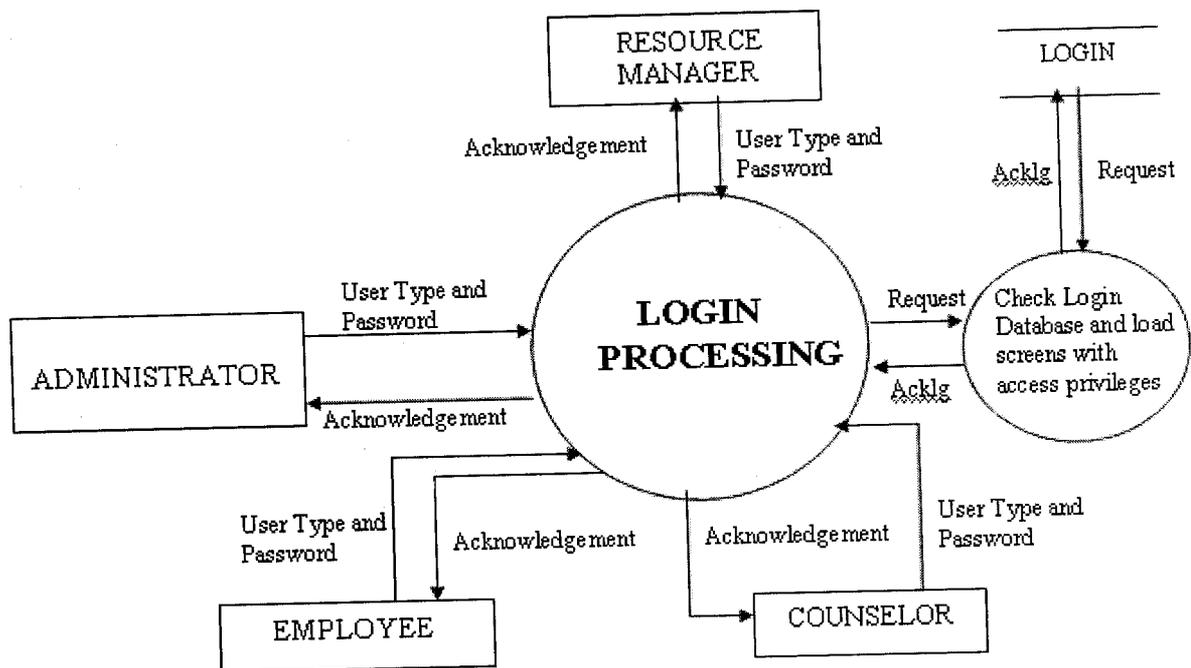 RESOURCE
MANAGER
LOGIN
Acknowledgement
User Type and
Password
Acklg
Request
User Type and
Password
LOGIN
PROCESSING
Request
Check Login
Database and load
screens with
access privileges
ADMINISTRATOR
Acklg
Acknowledgement
User Type and
Password
Acknowledgement
Acknowledgement
User Type and
Password
EMPLOYEE
COUNSELOR